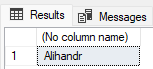 Results Messages
(No column name)
1 Alihandr